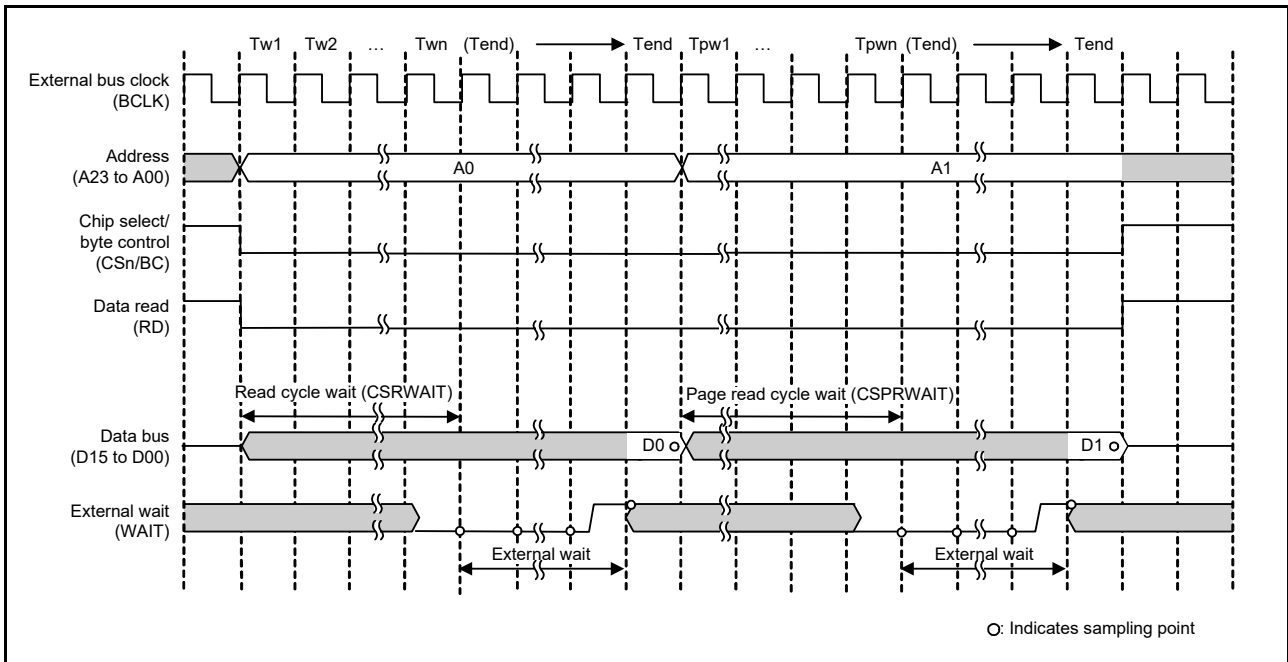 Tw1 Tw2 … Twn (Tend) Tend Tpw1 … Tpwn (Tend) Tend
External bus clock
(BCLK)
Address
(A23 to A00)
A0 A1
Chip select/
byte control
(CSn/BC)
Data read
(RD)
Read cycle wait (CSRWAIT) Page read cycle wait (CSPRWAIT)
Data bus
(D15 to D00)
D0 D1
External wait
(WAIT)
External wait External wait
: Indicates sampling point